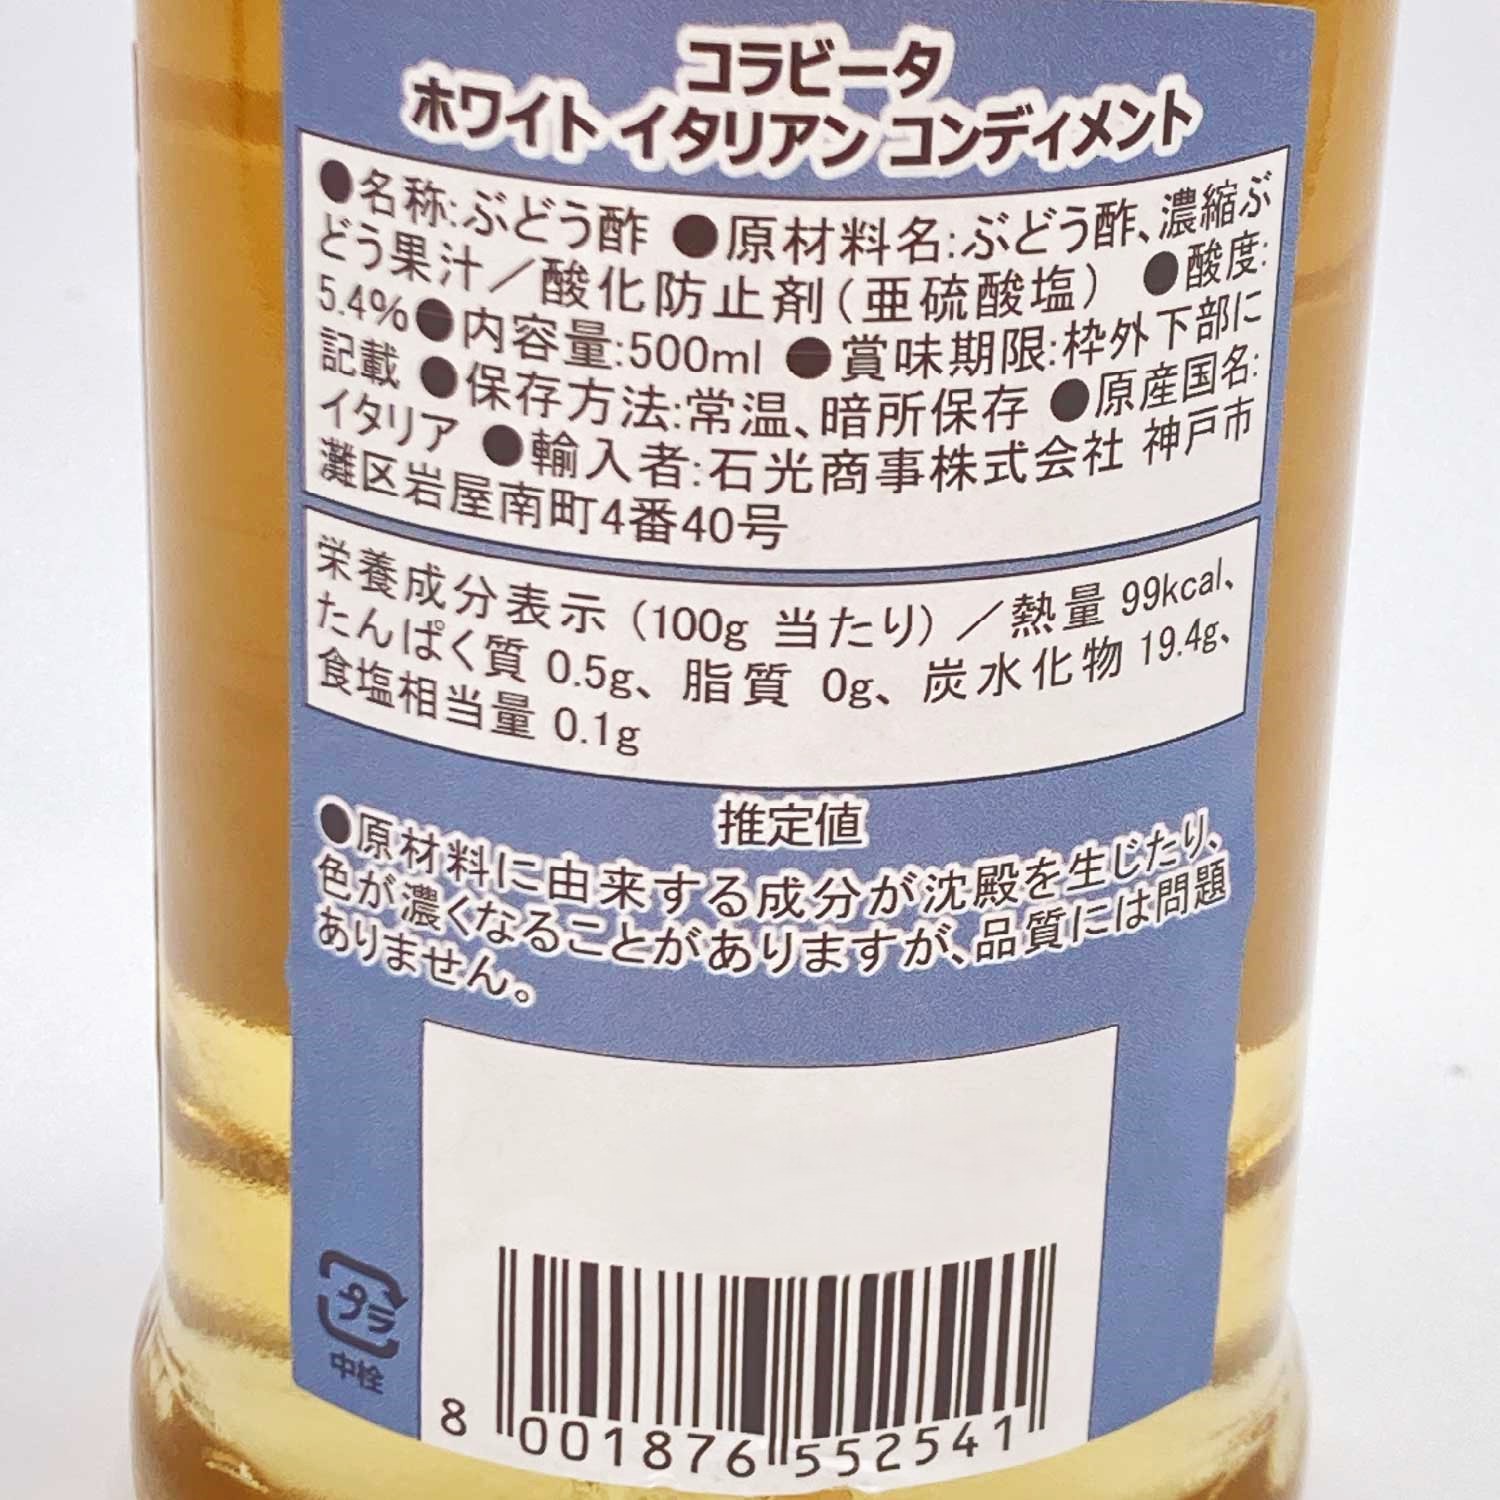 コラビータ
ホワイト イタリアン コンディメント
●名称:ぶどう酢 ●原材料名:ぶどう酢、濃縮ぶ
どう果汁／酸化防止剤(亜硫酸塩) ●酸度:
5.4%●内容量:500ml ●賞味期限:枠外下部に
記載 ●保存方法:常温、暗所保存 ●原産国名:
イタリア ●輸入者:石光商事株式会社 神戸市
灘区岩屋南町4番40号
栄養成分表示 (100g 当たり) ／熱量 99kcal、
たんぱく質 0.5g、脂質 0g、炭水化物 19.4g、
食塩相当量 0.1g
推定値
●原材料に由来する成分が沈殿を生じたり、
色が濃くなることがありますが、品質には問題
ありません。
プラ
中栓
8 001876 552541